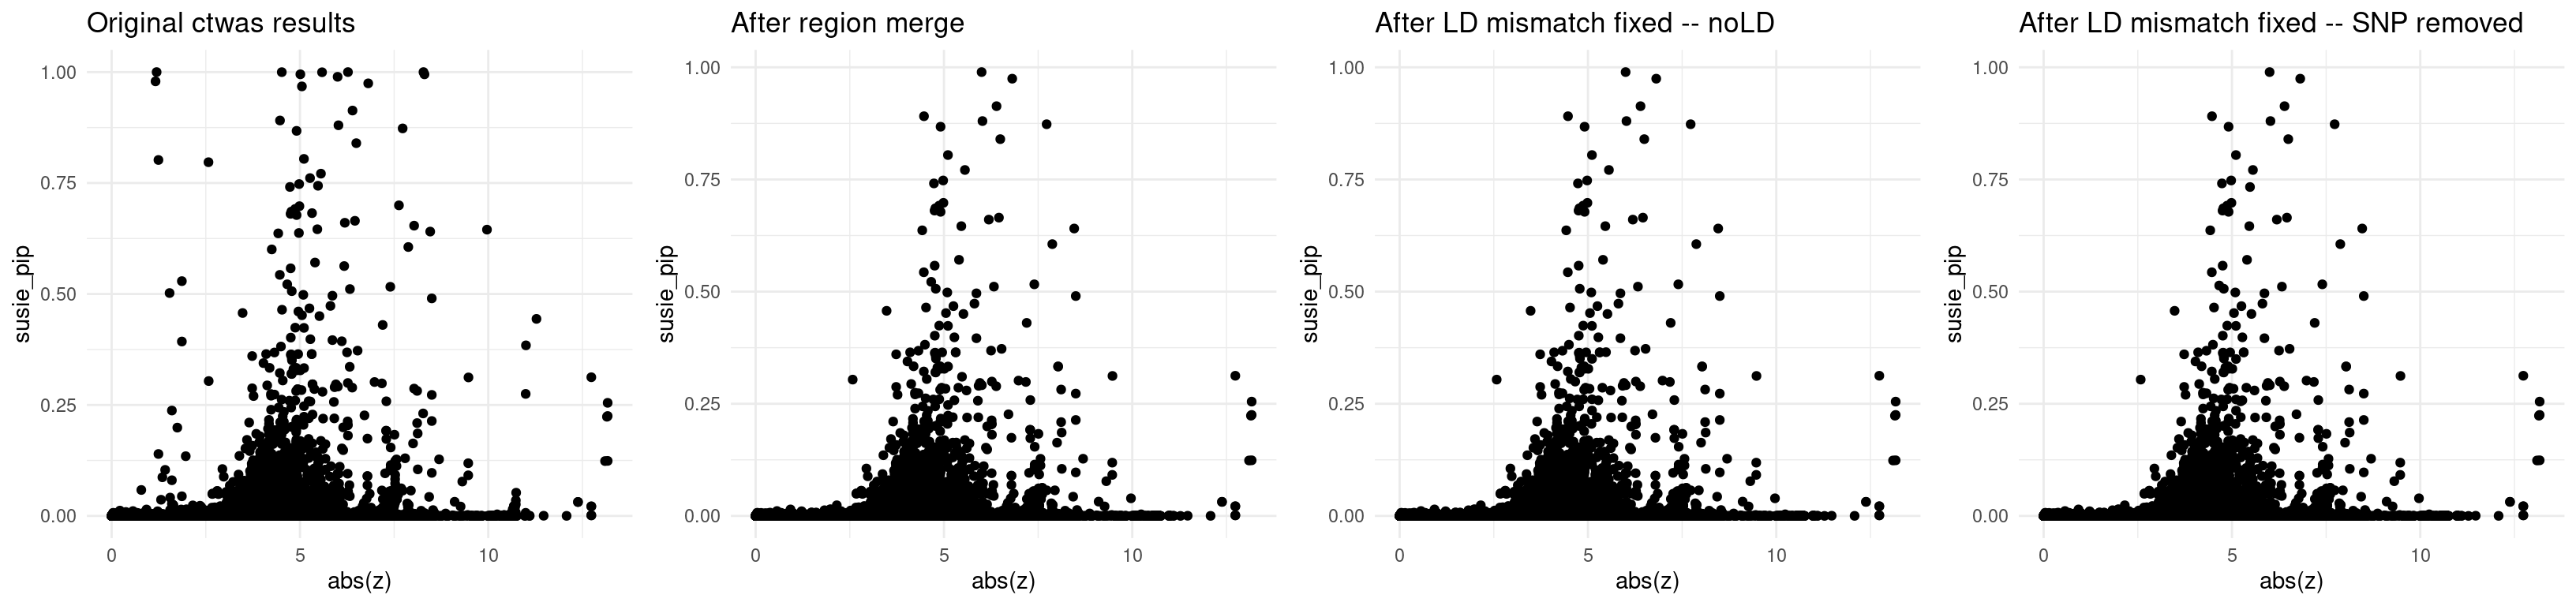 Original ctwas results
susie_pip
1.00
0.75
0.50
0.25
0.00
0
5
10
abs(z)
After region merge
susie_pip
1.00
0.75
0.50
0.25
0.00
0
5
10
abs(z)
After LD mismatch fixed -- noLD
susie_pip
1.00
0.75
0.50
0.25
0.00
0
5
10
abs(z)
After LD mismatch fixed -- SNP removed
susie_pip
1.00
0.75
0.50
0.25
0.00
0
5
10
abs(z)